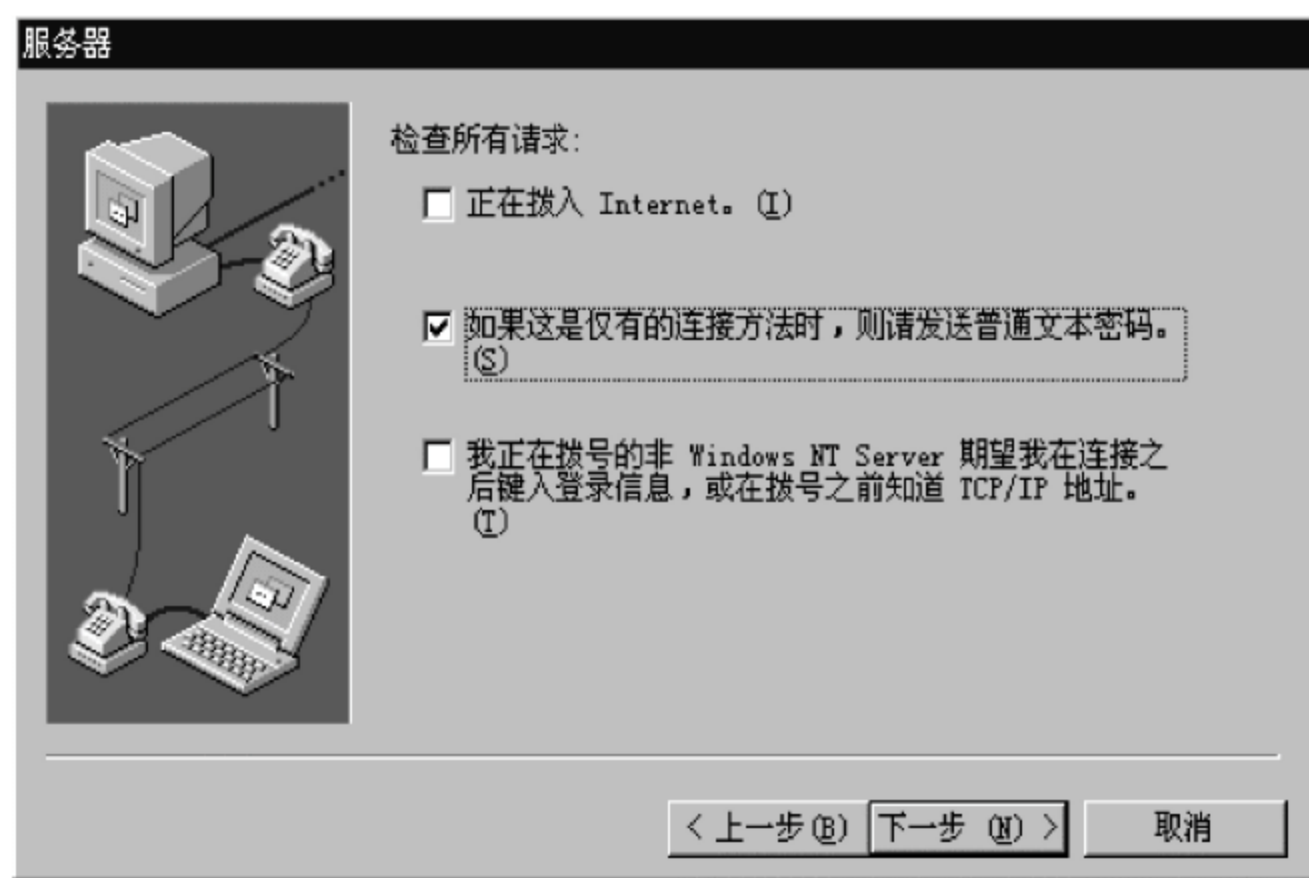 服务器
检查所有请求:
正在拨入 Internet。(I)
如果这是仅有的连接方法时，则请发送普通文本密码。
(S)
我正在拨号的非 Windows NT Server 期望我在连接之
后键入登录信息，或在拨号之前知道 TCP/IP 地址。
(T)
< 上一步(B) 下一步 (N) > 取消